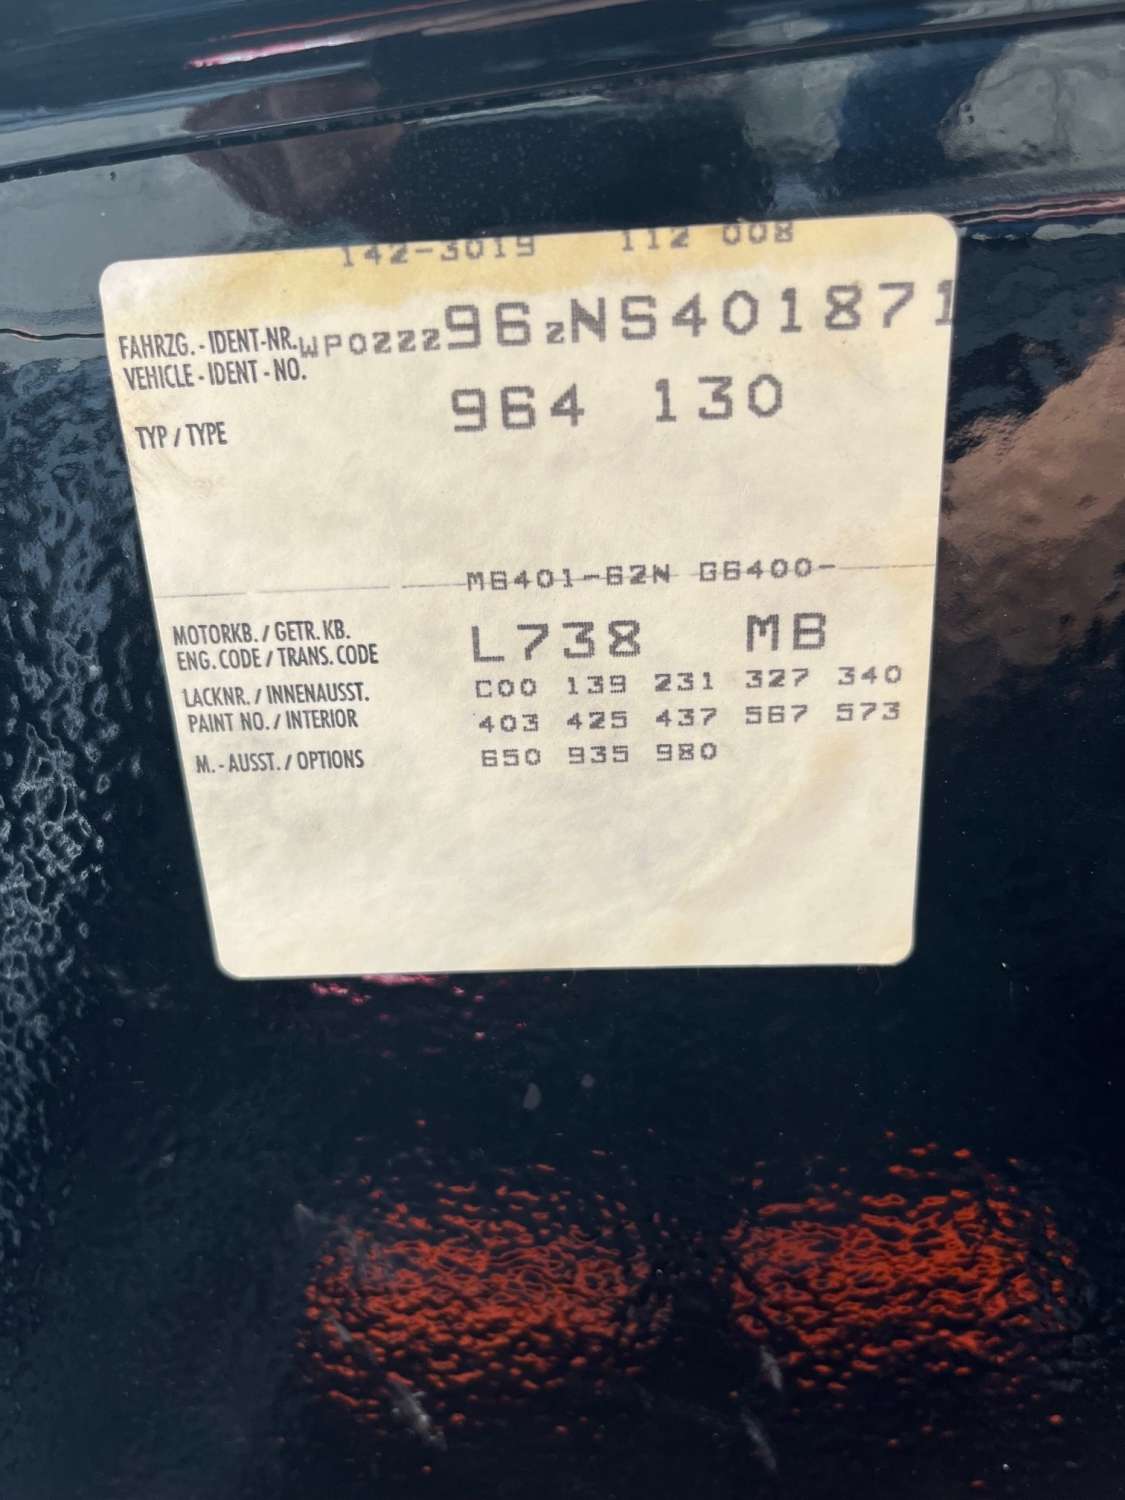 142-3019 112 008
FAHRZG.-IDENT-NR. WP0ZZZ96ZNS401871
VEHICLE-IDENT-NO.
TYP / TYPE 964 130
M6401-62N G6400-
MOTORKB. / GETR. KB.
ENG. CODE / TRANS. CODE L738 MB
LACKNR. / INNENAUSST. C00 139 231 327 340
PAINT NO. / INTERIOR 403 425 437 567 573
M.-AUSST. / OPTIONS 650 935 980